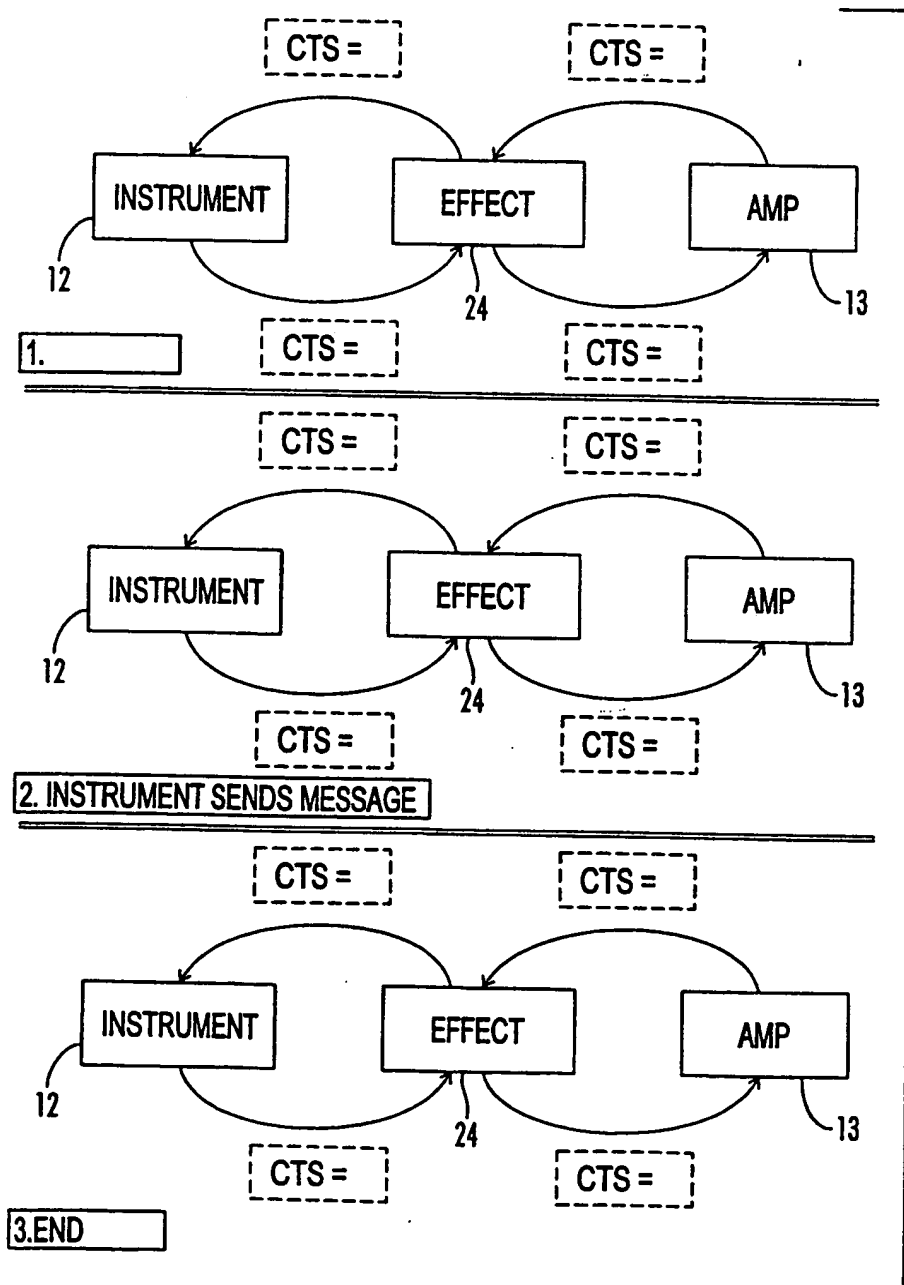 CTS = CTS =
INSTRUMENT EFFECT AMP
12 24 13
CTS = CTS =
1.
CTS = CTS =
INSTRUMENT EFFECT AMP
12 24 13
CTS = CTS =
2. INSTRUMENT SENDS MESSAGE
CTS = CTS =
INSTRUMENT EFFECT AMP
12 24 13
CTS = CTS =
3.END